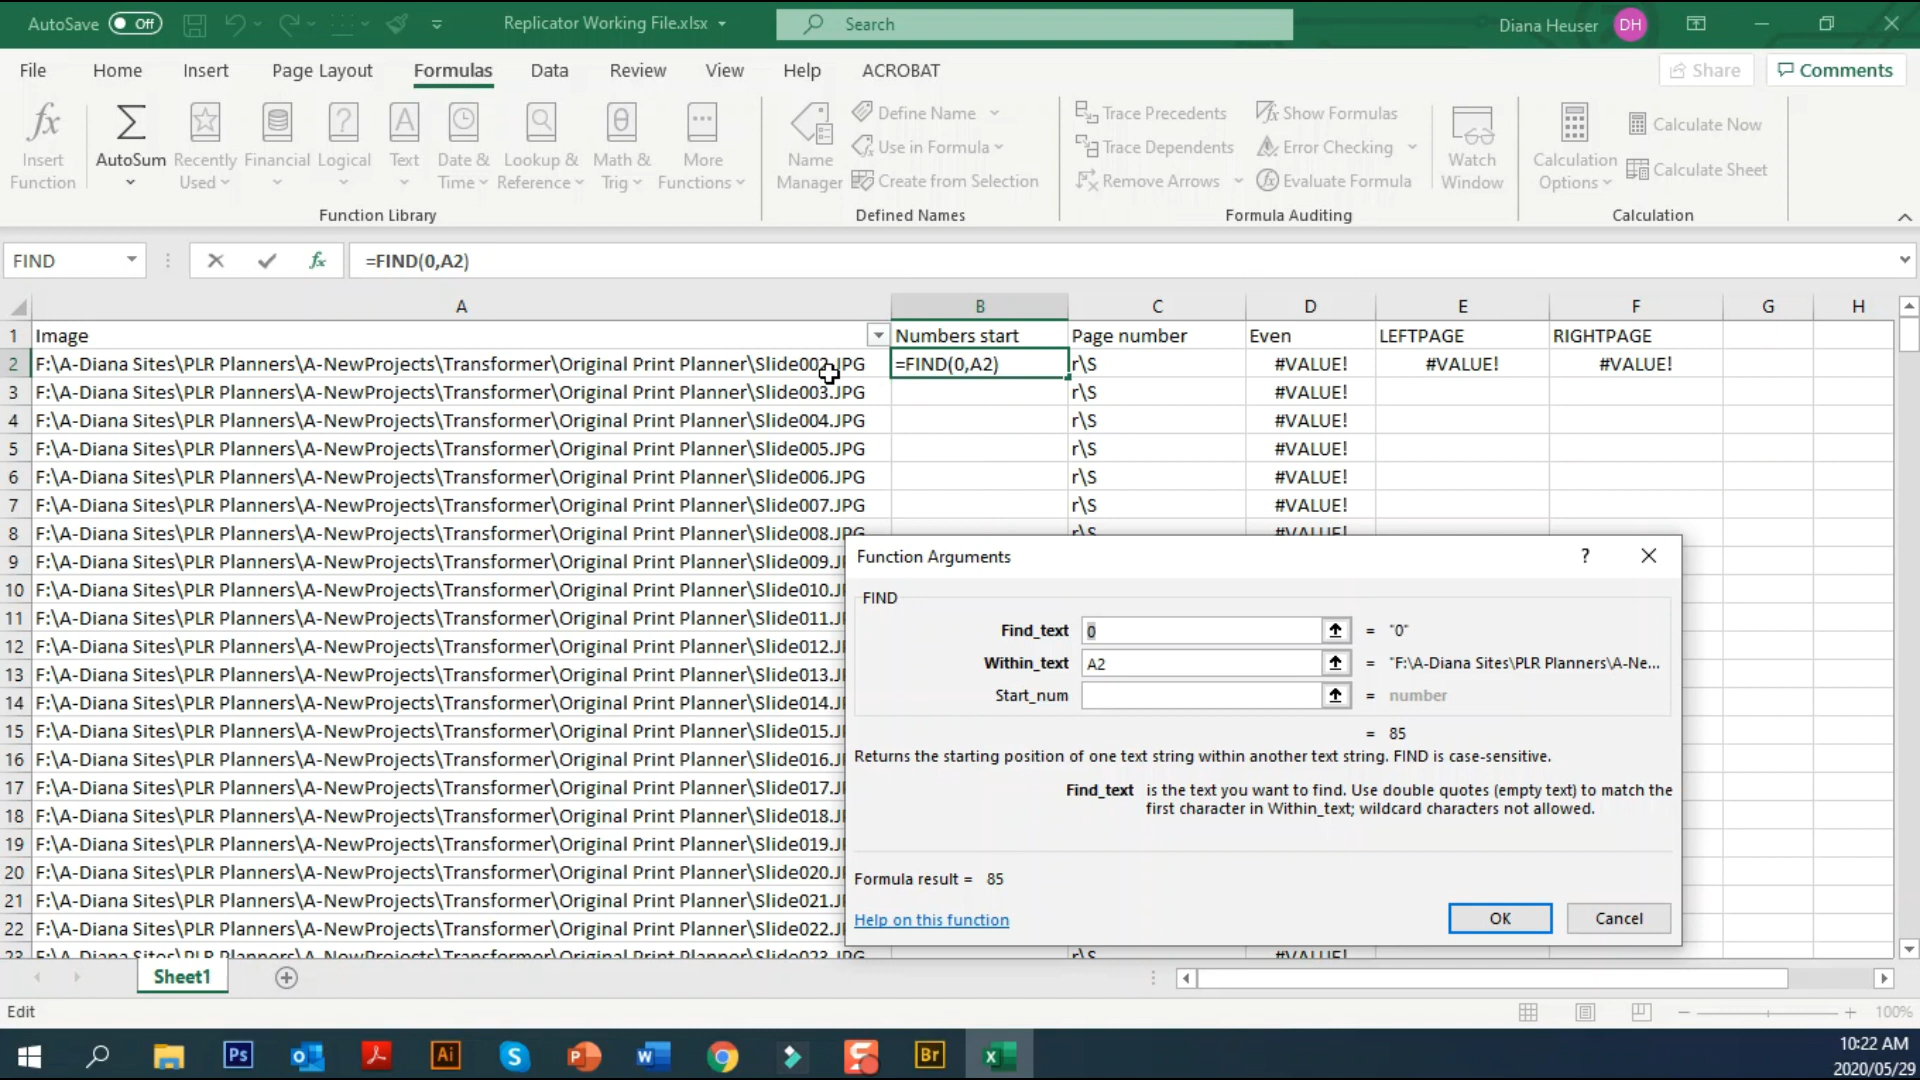 AutoSave Off Replicator Working File.xlsx Search Diana Heuser DH
File Home Insert Page Layout Formulas Data Review View Help ACROBAT Share Comments
Insert Function
AutoSum
Recently Used
Financial
Logical
Text
Date & Time
Lookup & Reference
Math & Trig
More Functions
Function Library
Name Manager
Define Name
Use in Formula
Create from Selection
Defined Names
Trace Precedents
Trace Dependents
Remove Arrows
Show Formulas
Error Checking
Evaluate Formula
Watch Window
Formula Auditing
Calculation Options
Calculate Now
Calculate Sheet
Calculation
FIND fx =FIND(0,A2)
A B C D E F G H
1 Image Numbers start Page number Even LEFTPAGE RIGHTPAGE
2 F:\A-Diana Sites\PLR Planners\A-NewProjects\Transformer\Original Print Planner\Slide002.JPG =FIND(0,A2) r\S #VALUE! #VALUE! #VALUE!
3 F:\A-Diana Sites\PLR Planners\A-NewProjects\Transformer\Original Print Planner\Slide003.JPG r\S #VALUE!
4 F:\A-Diana Sites\PLR Planners\A-NewProjects\Transformer\Original Print Planner\Slide004.JPG r\S #VALUE!
5 F:\A-Diana Sites\PLR Planners\A-NewProjects\Transformer\Original Print Planner\Slide005.JPG r\S #VALUE!
6 F:\A-Diana Sites\PLR Planners\A-NewProjects\Transformer\Original Print Planner\Slide006.JPG r\S #VALUE!
7 F:\A-Diana Sites\PLR Planners\A-NewProjects\Transformer\Original Print Planner\Slide007.JPG r\S #VALUE!
8 F:\A-Diana Sites\PLR Planners\A-NewProjects\Transformer\Original Print Planner\Slide008.JPG r\S #VALUE!
9 F:\A-Diana Sites\PLR Planners\A-NewProjects\Transformer\Original Print Planner\Slide009.J
10 F:\A-Diana Sites\PLR Planners\A-NewProjects\Transformer\Original Print Planner\Slide010.J
11 F:\A-Diana Sites\PLR Planners\A-NewProjects\Transformer\Original Print Planner\Slide011.J
12 F:\A-Diana Sites\PLR Planners\A-NewProjects\Transformer\Original Print Planner\Slide012.J
13 F:\A-Diana Sites\PLR Planners\A-NewProjects\Transformer\Original Print Planner\Slide013.J
14 F:\A-Diana Sites\PLR Planners\A-NewProjects\Transformer\Original Print Planner\Slide014.J
15 F:\A-Diana Sites\PLR Planners\A-NewProjects\Transformer\Original Print Planner\Slide015.J
16 F:\A-Diana Sites\PLR Planners\A-NewProjects\Transformer\Original Print Planner\Slide016.J
17 F:\A-Diana Sites\PLR Planners\A-NewProjects\Transformer\Original Print Planner\Slide017.J
18 F:\A-Diana Sites\PLR Planners\A-NewProjects\Transformer\Original Print Planner\Slide018.J
19 F:\A-Diana Sites\PLR Planners\A-NewProjects\Transformer\Original Print Planner\Slide019.J
20 F:\A-Diana Sites\PLR Planners\A-NewProjects\Transformer\Original Print Planner\Slide020.J
21 F:\A-Diana Sites\PLR Planners\A-NewProjects\Transformer\Original Print Planner\Slide021.J
22 F:\A-Diana Sites\PLR Planners\A-NewProjects\Transformer\Original Print Planner\Slide022.J
23 F:\A-Diana Sites\PLR Planners\A-NewProjects\Transformer\Original Print Planner\Slide023.J r\S #VALUE!
Function Arguments ?
FIND
Find_text 0 = "0"
Within_text A2 = "F:\A-Diana Sites\PLR Planners\A-Ne...
Start_num = number
= 85
Returns the starting position of one text string within another text string. FIND is case-sensitive.
Find_text is the text you want to find. Use double quotes (empty text) to match the
first character in Within_text; wildcard characters not allowed.
Formula result = 85
Help on this function OK Cancel
Sheet1
Edit 100%
Ps Ai Br
10:22 AM
2020/05/29